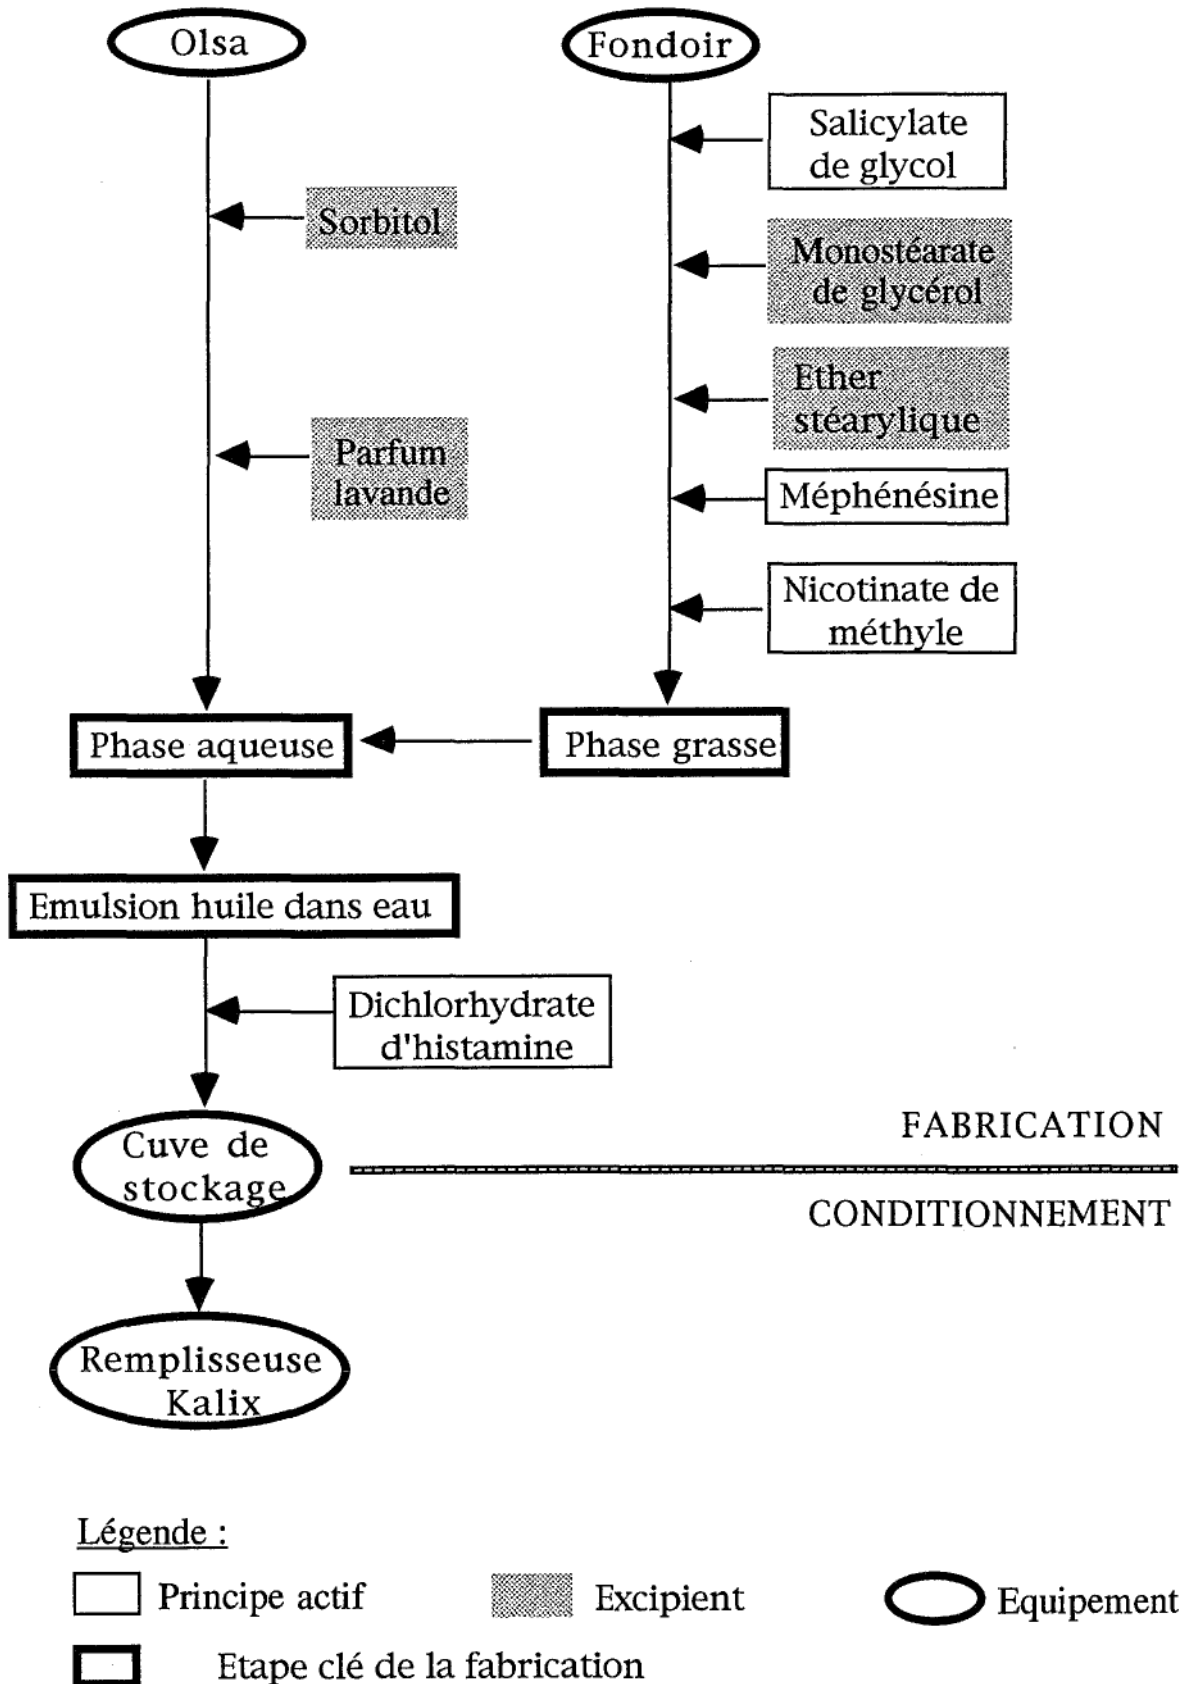 Olsa
Fondoir
Salicylate
de glycol
Sorbitol
Monostéarate
de glycérol
Ether
stéarylique
Parfum
lavande
Méphénésine
Nicotinate de
méthyle
Phase aqueuse
Phase grasse
Emulsion huile dans eau
Dichlorhydrate
d'histamine
Cuve de
stockage
FABRICATION
CONDITIONNEMENT
Remplisseuse
Kalix
Légende :
Principe actif
Excipient
Equipement
Etape clé de la fabrication